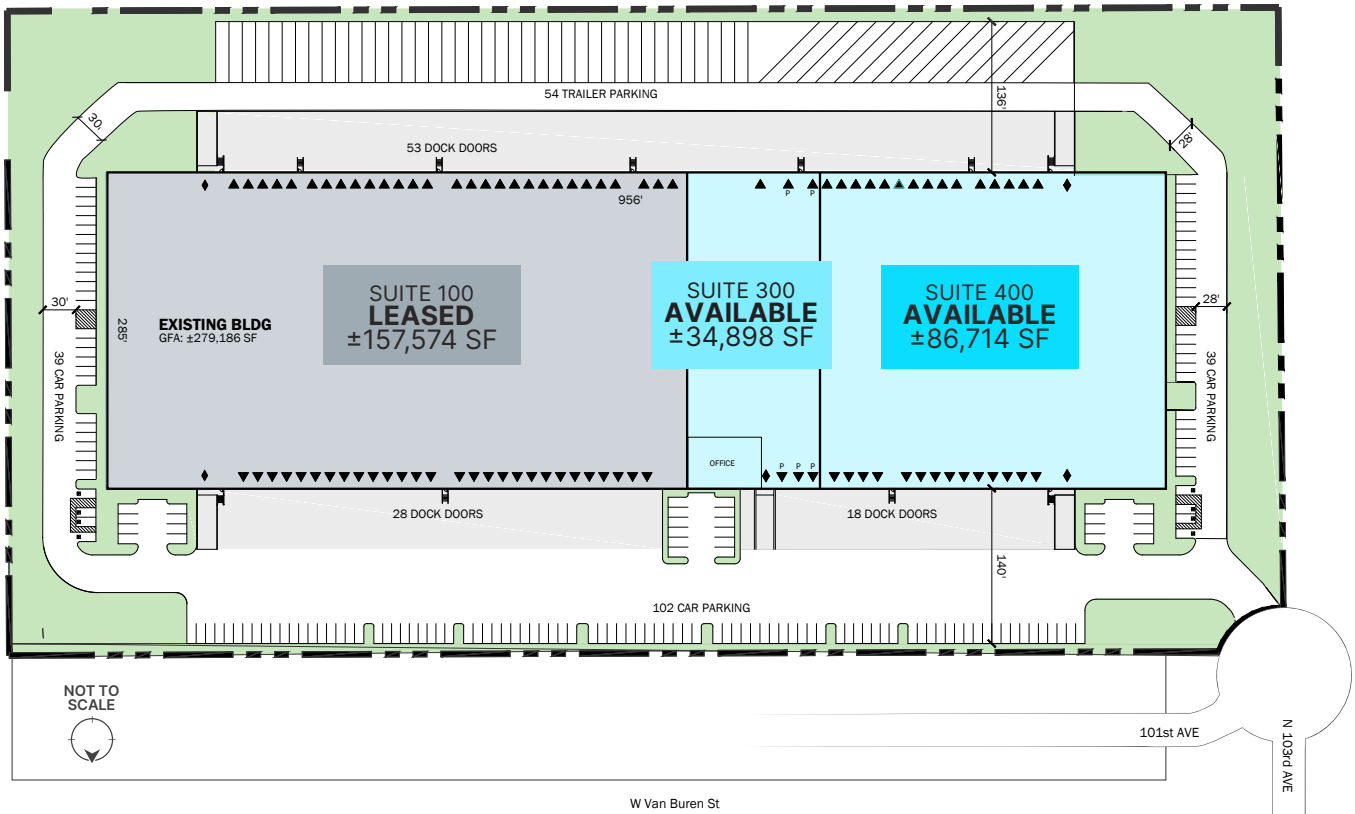 54 TRAILER PARKING
136'
30'
28'
53 DOCK DOORS
956'
P
P
SUITE 100
LEASED
±157,574 SF
SUITE 300
AVAILABLE
±34,898 SF
SUITE 400
AVAILABLE
±86,714 SF
30'
28'
285'
EXISTING BLDG
GFA: ±279,186 SF
39 CAR PARKING
39 CAR PARKING
OFFICE
P
P
P
28 DOCK DOORS
18 DOCK DOORS
140'
102 CAR PARKING
NOT TO
SCALE
101st AVE
N 103rd AVE
W Van Buren St